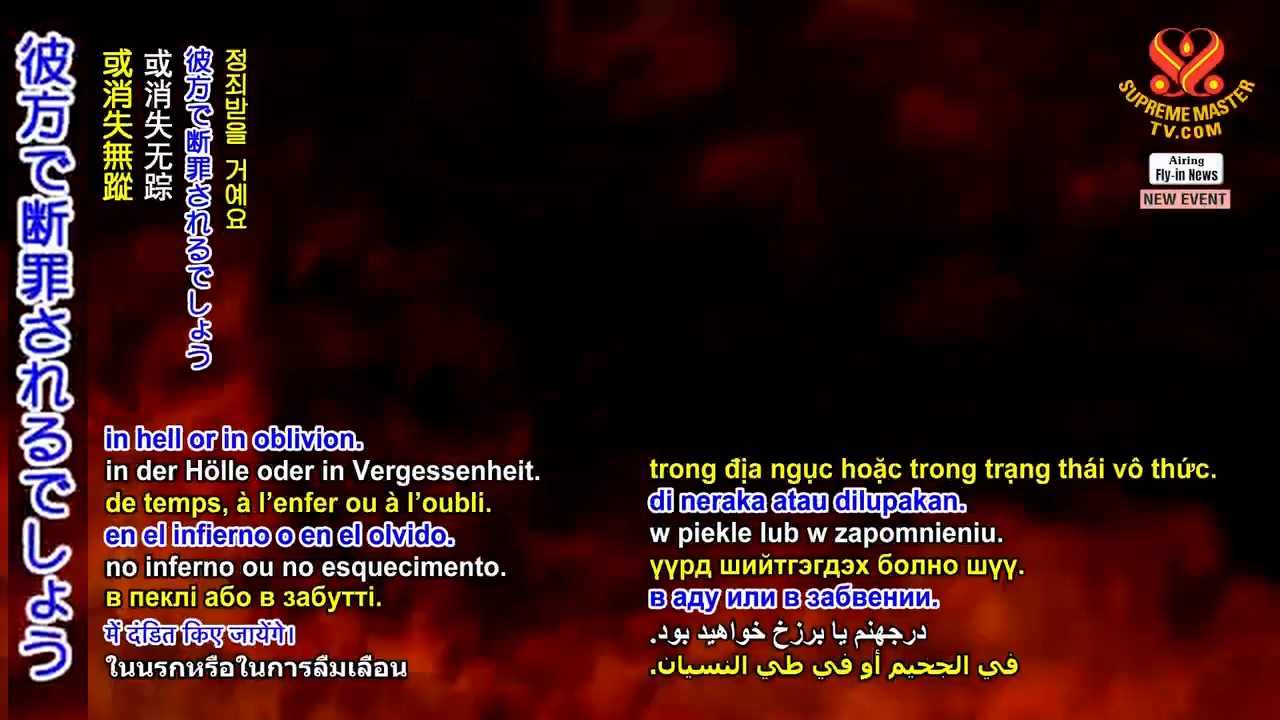 彼方で断罪されるでしょう
或消失無蹤
或消失无踪
彼方で断罪されるでしょう
정죄받을 거예요
SUPREME MASTER
TV.COM
Airing
Fly-in News
NEW EVENT
in hell or in oblivion.
in der Hölle oder in Vergessenheit.
de temps, à l’enfer ou à l’oubli.
en el infierno o en el olvido.
no inferno ou no esquecimento.
в пеклі або в забутті.
में दंडित किए जायेंगे।
ในนรกหรือในการลืมเลือน
trong địa ngục hoặc trong trạng thái vô thức.
di neraka atau dilupakan.
w piekle lub w zapomnieniu.
үүрд шийтгэгдэх болно шүү.
в аду или в забвении.
درجهنم یا برزخ خواهید بود.
في الجحيم أو في طي النسيان.